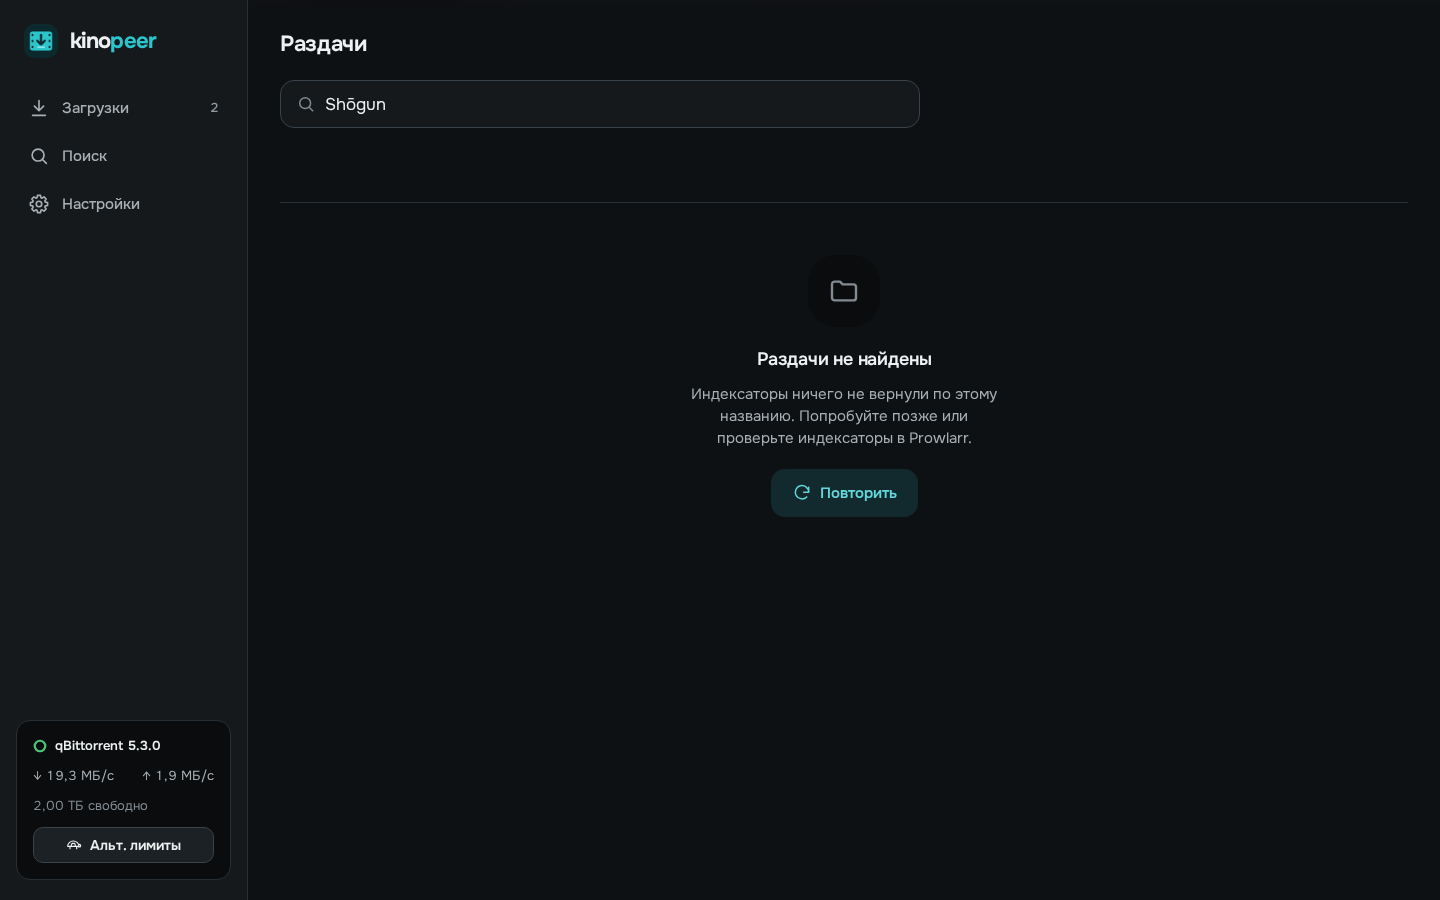 kinopeer
Загрузки 2
Поиск
Настройки
Раздачи
Shōgun
Раздачи не найдены
Индексаторы ничего не вернули по этому
названию. Попробуйте позже или
проверьте индексаторы в Prowlarr.
Повторить
qBittorrent 5.3.0
↓ 19,3 МБ/с ↑ 1,9 МБ/с
2,00 ТБ свободно
Альт. лимиты